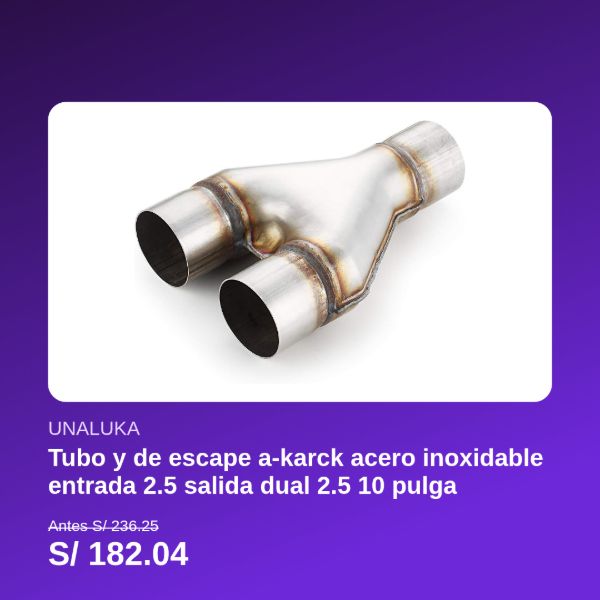 UNALUKA
Tubo y de escape a-karck acero inoxidable
entrada 2.5 salida dual 2.5 10 pulga
Antes S/ 236.25
S/ 182.04